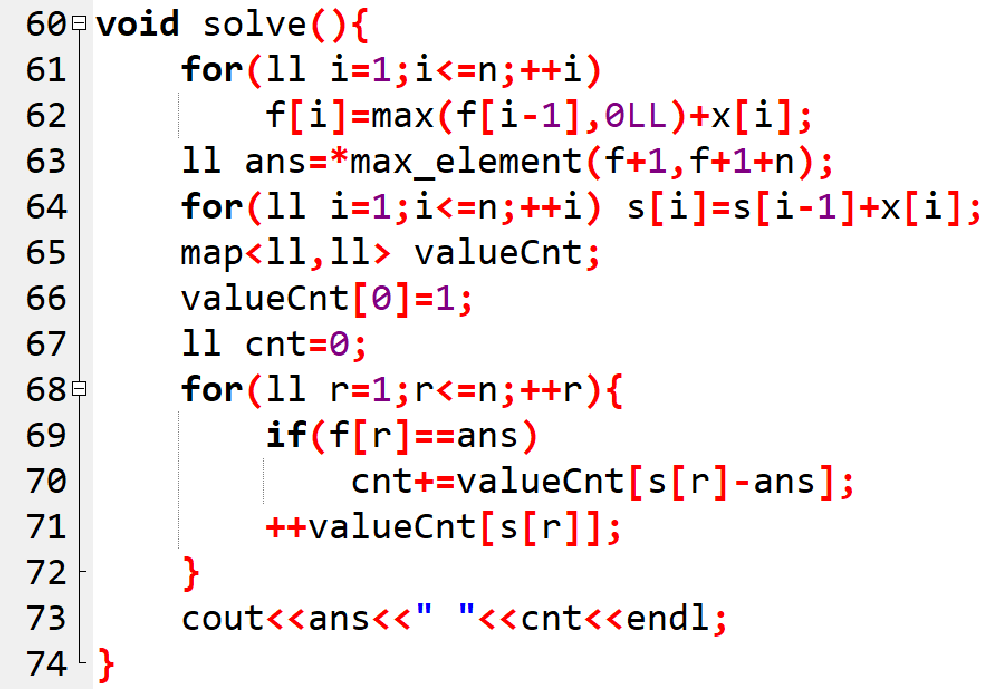 60 void solve(){
61     for(ll i=1;i<=n;++i)
62         f[i]=max(f[i-1],0LL)+x[i];
63     ll ans=*max_element(f+1,f+1+n);
64     for(ll i=1;i<=n;++i) s[i]=s[i-1]+x[i];
65     map<ll,ll> valueCnt;
66     valueCnt[0]=1;
67     ll cnt=0;
68     for(ll r=1;r<=n;++r){
69         if(f[r]==ans)
70             cnt+=valueCnt[s[r]-ans];
71         ++valueCnt[s[r]];
72     }
73     cout<<ans<<" "<<cnt<<endl;
74 }